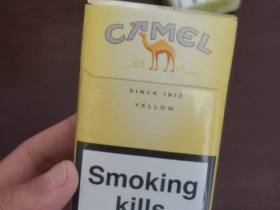 CAMEL
SINCE 1913
YELLOW
Smoking
kills